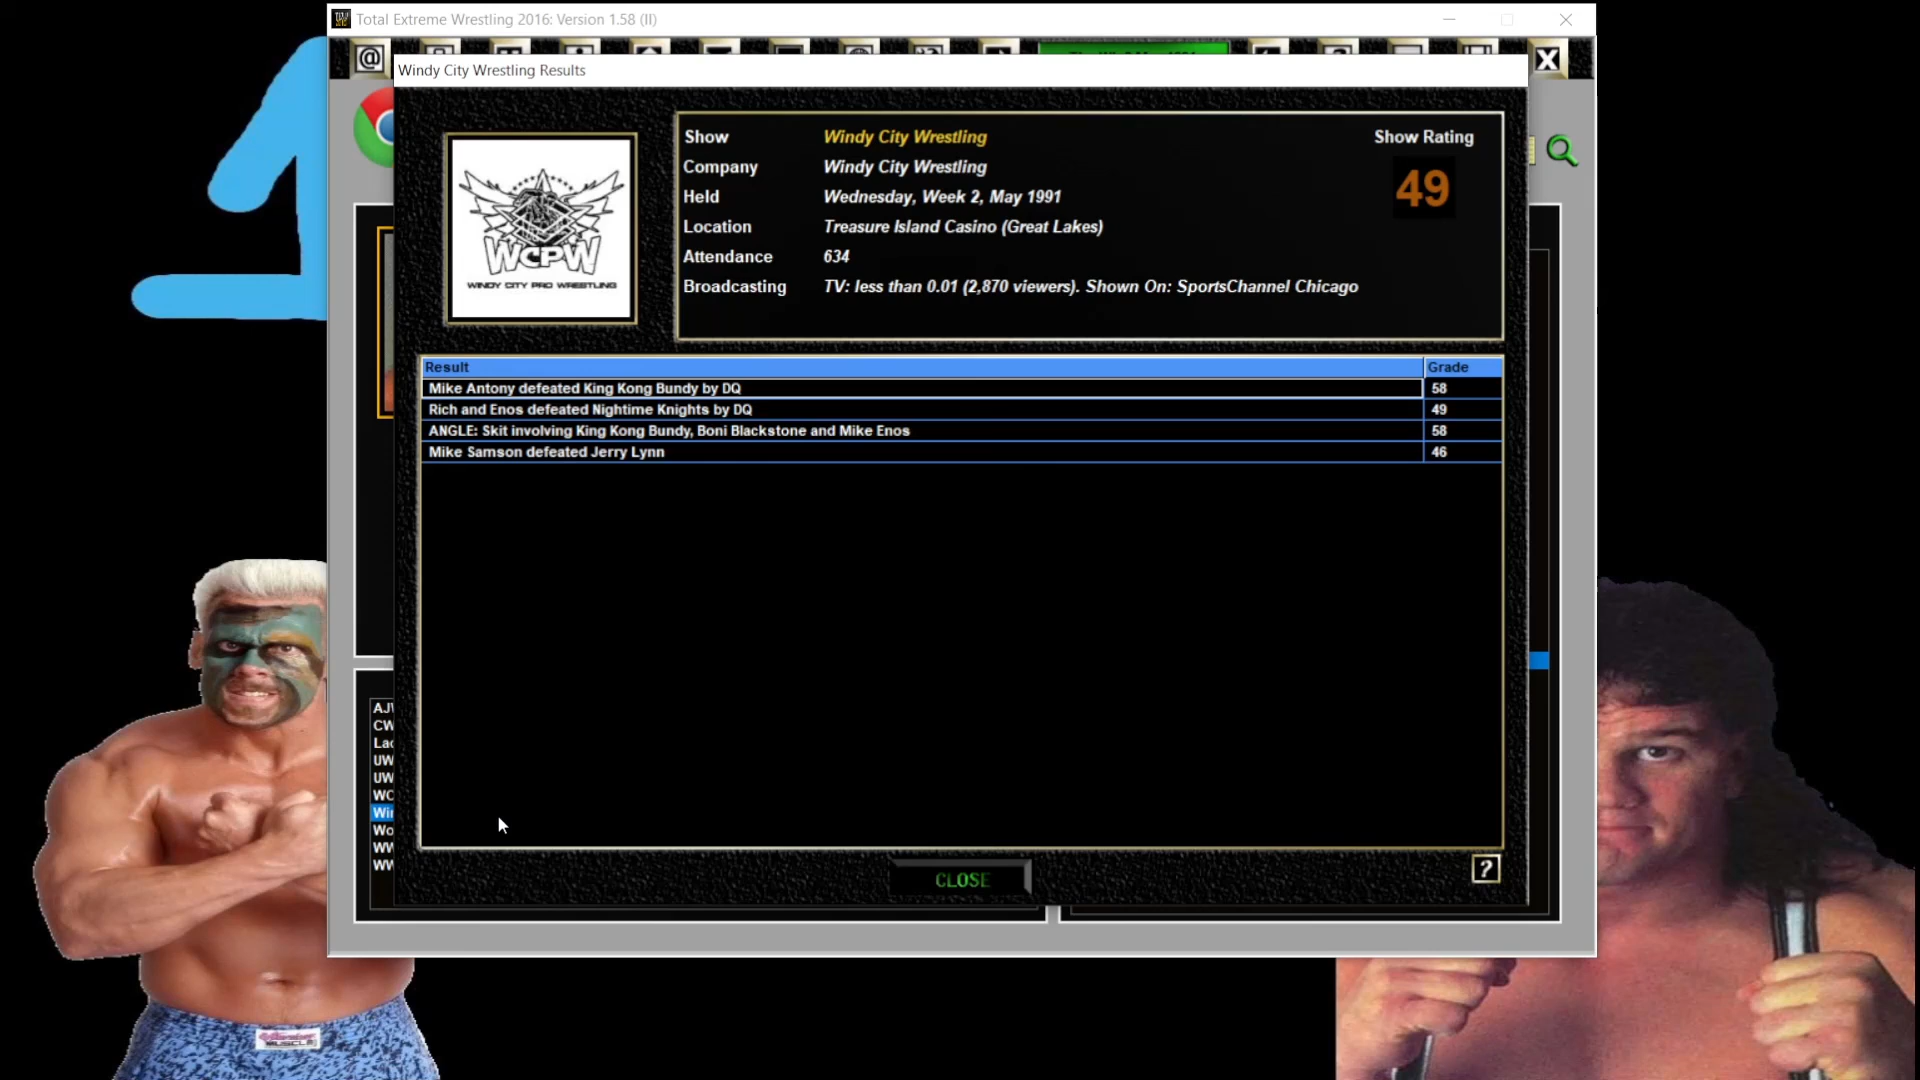 Total Extreme Wrestling 2016: Version 1.58 (II)
@
X
Windy City Wrestling Results
WCPW
WINDY CITY PRO WRESTLING
Show Windy City Wrestling
Company Windy City Wrestling
Held Wednesday, Week 2, May 1991
Location Treasure Island Casino (Great Lakes)
Attendance 634
Broadcasting TV: less than 0.01 (2,870 viewers). Shown On: SportsChannel Chicago
Show Rating
49
Result Grade
Mike Antony defeated King Kong Bundy by DQ 58
Rich and Enos defeated Nightime Knights by DQ 49
ANGLE: Skit involving King Kong Bundy, Boni Blackstone and Mike Enos 58
Mike Samson defeated Jerry Lynn 46
CLOSE
?